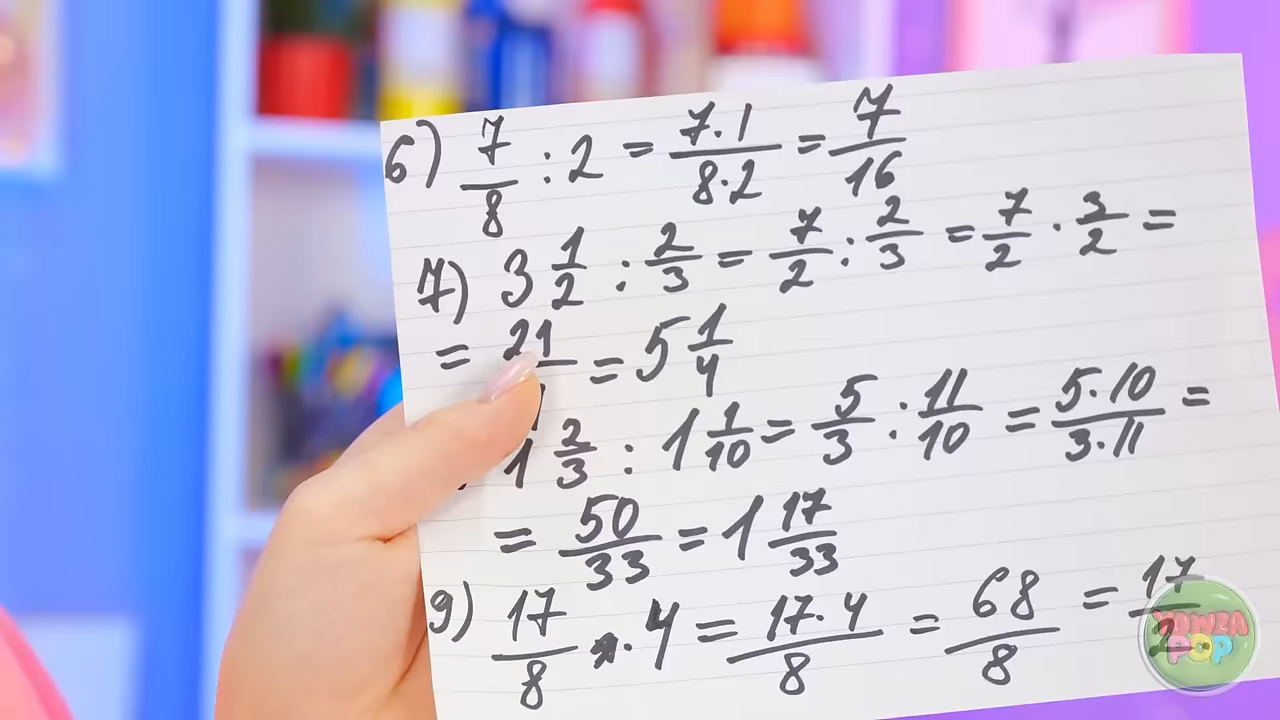 6) 7/8 : 2 = 7·1/8·2 = 7/16
7) 3 1/2 : 2/3 = 7/2 : 2/3 = 7/2 · 3/2 =
= 21/ = 5 1/4
1 2/3 : 1 1/10 = 5/3 : 11/10 = 5·10/3·11 =
= 50/33 = 1 17/33
9) 17/8 · 4 = 17·4/8 = 68/8 = 17/2
YOWZA
POP